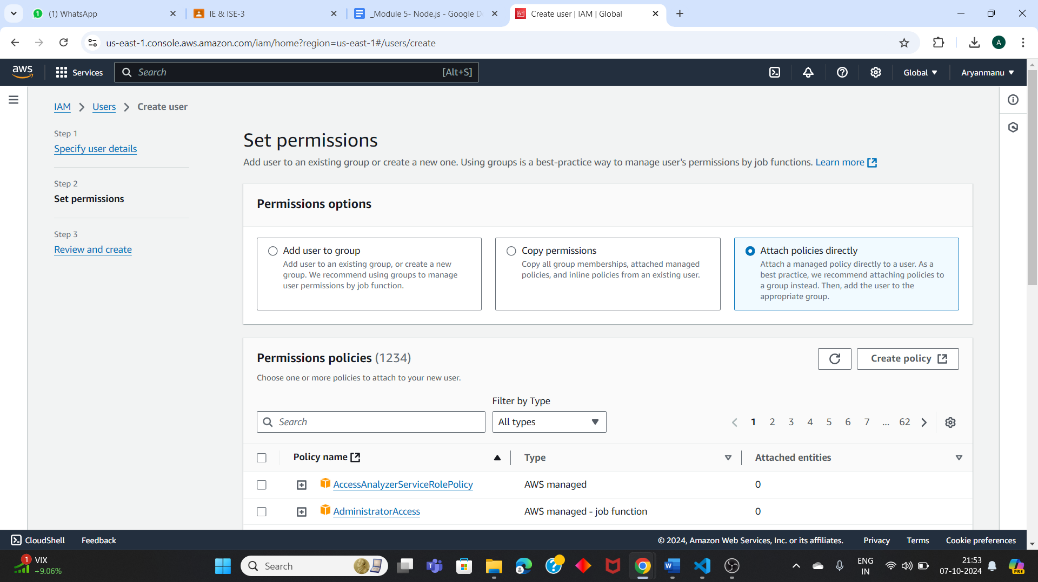 (1) WhatsApp
IE & ISE-3
_Module 5- Node.js - Google D
Create user | IAM | Global
us-east-1.console.aws.amazon.com/iam/home?region=us-east-1#/users/create
A
aws
Services
Search
[Alt+S]
Global
Aryanmanu
IAM
Users
Create user
Step 1
Specify user details
Step 2
Set permissions
Step 3
Review and create
Set permissions
Add user to an existing group or create a new one. Using groups is a best-practice way to manage user's permissions by job functions. Learn more
Permissions options
Add user to group
Add user to an existing group, or create a new
group. We recommend using groups to manage
user permissions by job function.
Copy permissions
Copy all group memberships, attached managed
policies, and inline policies from an existing user.
Attach policies directly
Attach a managed policy directly to a user. As a
best practice, we recommend attaching policies to
a group instead. Then, add the user to the
appropriate group.
Permissions policies (1234)
Create policy
Choose one or more policies to attach to your new user.
Filter by Type
Search
All types
1 2 3 4 5 6 7 ... 62
Policy name
Type
Attached entities
AccessAnalyzerServiceRolePolicy
AWS managed
0
AdministratorAccess
AWS managed - job function
0
CloudShell
Feedback
© 2024, Amazon Web Services, Inc. or its affiliates.
Privacy
Terms
Cookie preferences
1
VIX
-9.06%
Search
ENG
IN
21:53
07-10-2024